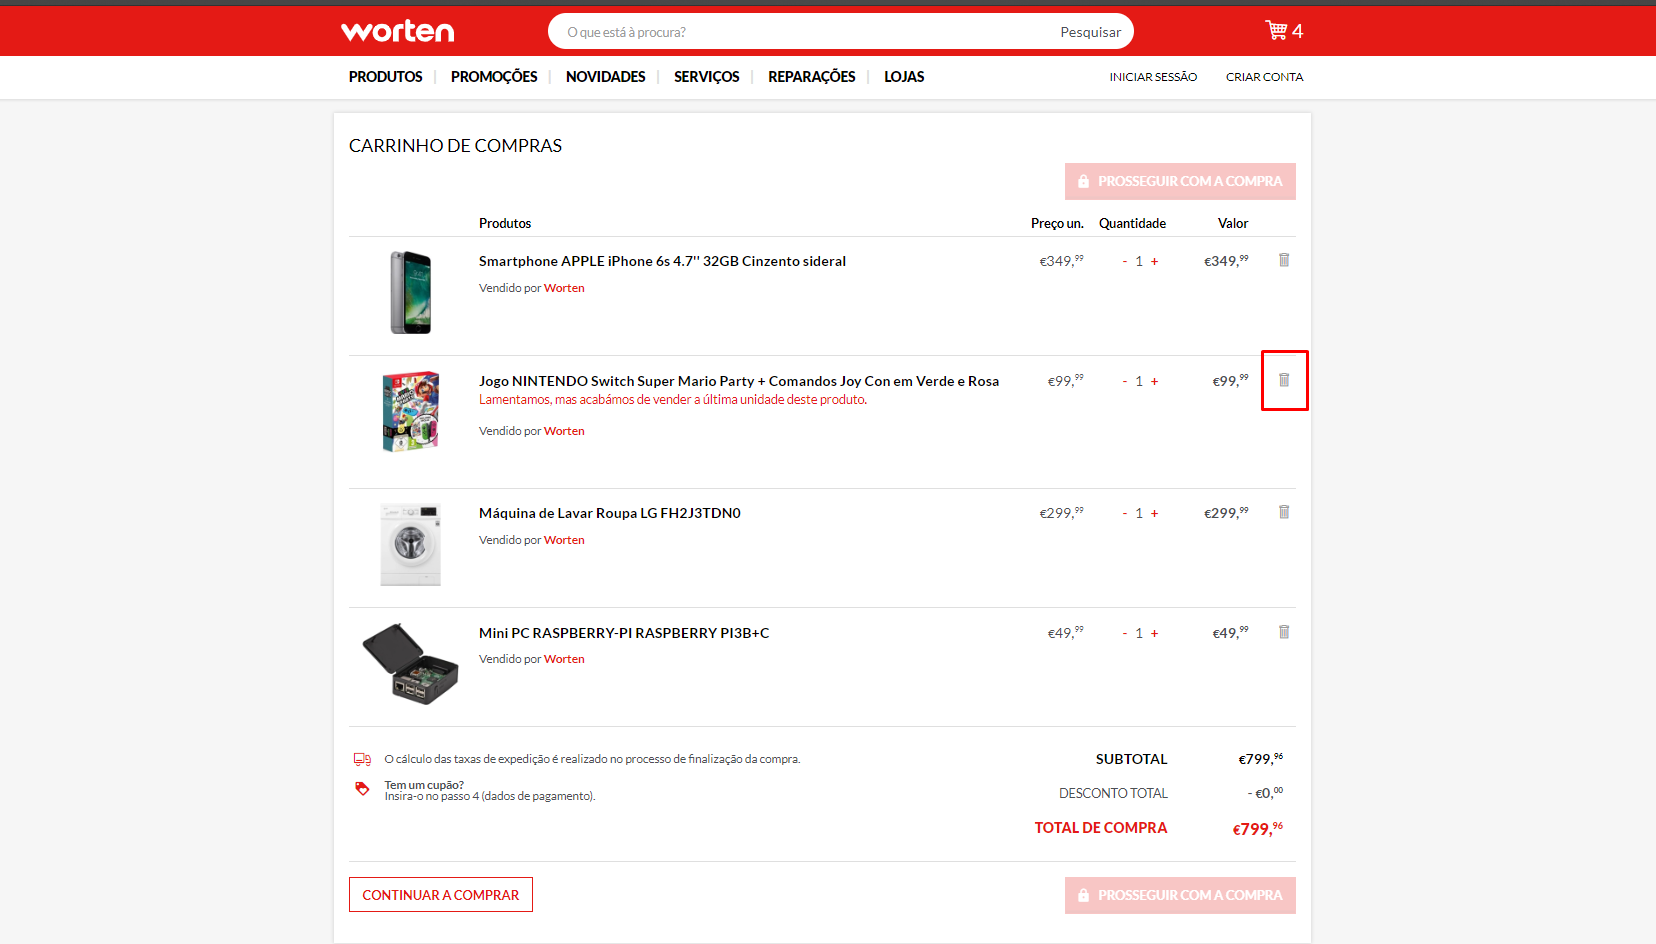 worten
O que está à procura?
Pesquisar
4
PRODUTOS
PROMOÇÕES
NOVIDADES
SERVIÇOS
REPARAÇÕES
LOJAS
INICIAR SESSÃO
CRIAR CONTA
CARRINHO DE COMPRAS
PROSSEGUIR COM A COMPRA
Produtos
Preço un.
Quantidade
Valor
Smartphone APPLE iPhone 6s 4.7'' 32GB Cinzento sideral
€349,99
- 1 +
€349,99
Vendido por Worten
Jogo NINTENDO Switch Super Mario Party + Comandos Joy Con em Verde e Rosa
€99,99
- 1 +
€99,99
Lamentamos, mas acabámos de vender a última unidade deste produto.
Vendido por Worten
Máquina de Lavar Roupa LG FH2J3TDN0
€299,99
- 1 +
€299,99
Vendido por Worten
Mini PC RASPBERRY-PI RASPBERRY PI3B+C
€49,99
- 1 +
€49,99
Vendido por Worten
O cálculo das taxas de expedição é realizado no processo de finalização da compra.
Tem um cupão?
Insira-o no passo 4 (dados de pagamento).
SUBTOTAL
€799,96
DESCONTO TOTAL
- €0,00
TOTAL DE COMPRA
€799,96
CONTINUAR A COMPRAR
PROSSEGUIR COM A COMPRA